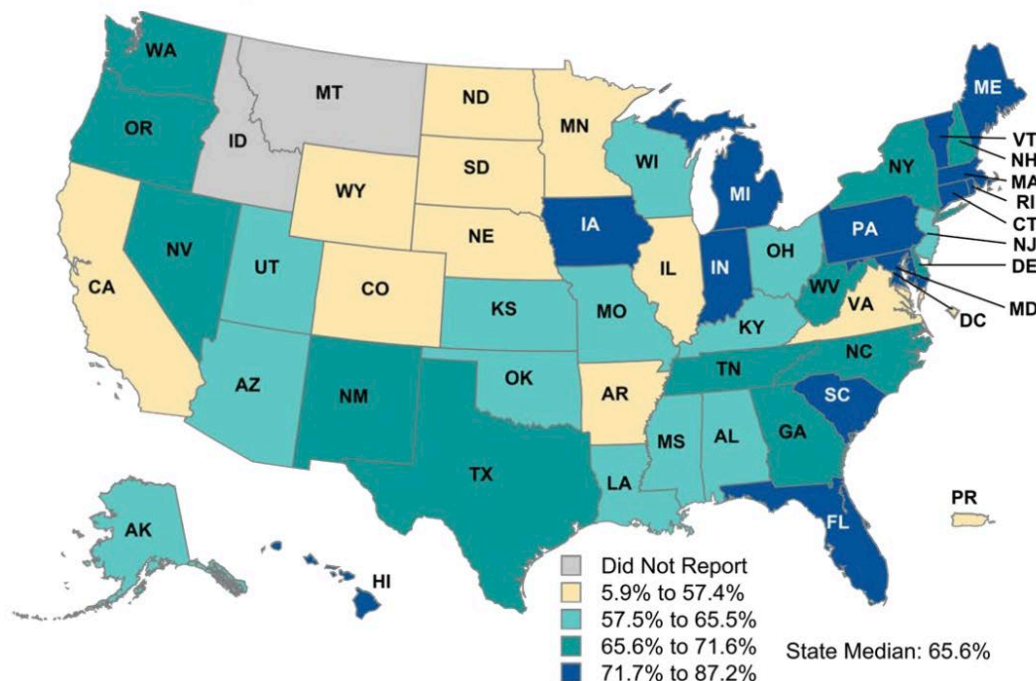 WA
MT
ND
MN
ME
OR
ID
SD
WI
NY
VT
NH
MA
RI
CT
NJ
DE
MD
DC
WY
MI
IA
NE
PA
NV
UT
CO
IL
IN
OH
WV
VA
CA
KS
MO
KY
NC
TN
AZ
NM
OK
AR
SC
MS
AL
GA
TX
LA
FL
PR
AK
HI
Did Not Report
5.9% to 57.4%
57.5% to 65.5%
65.6% to 71.6%
71.7% to 87.2%
State Median: 65.6%